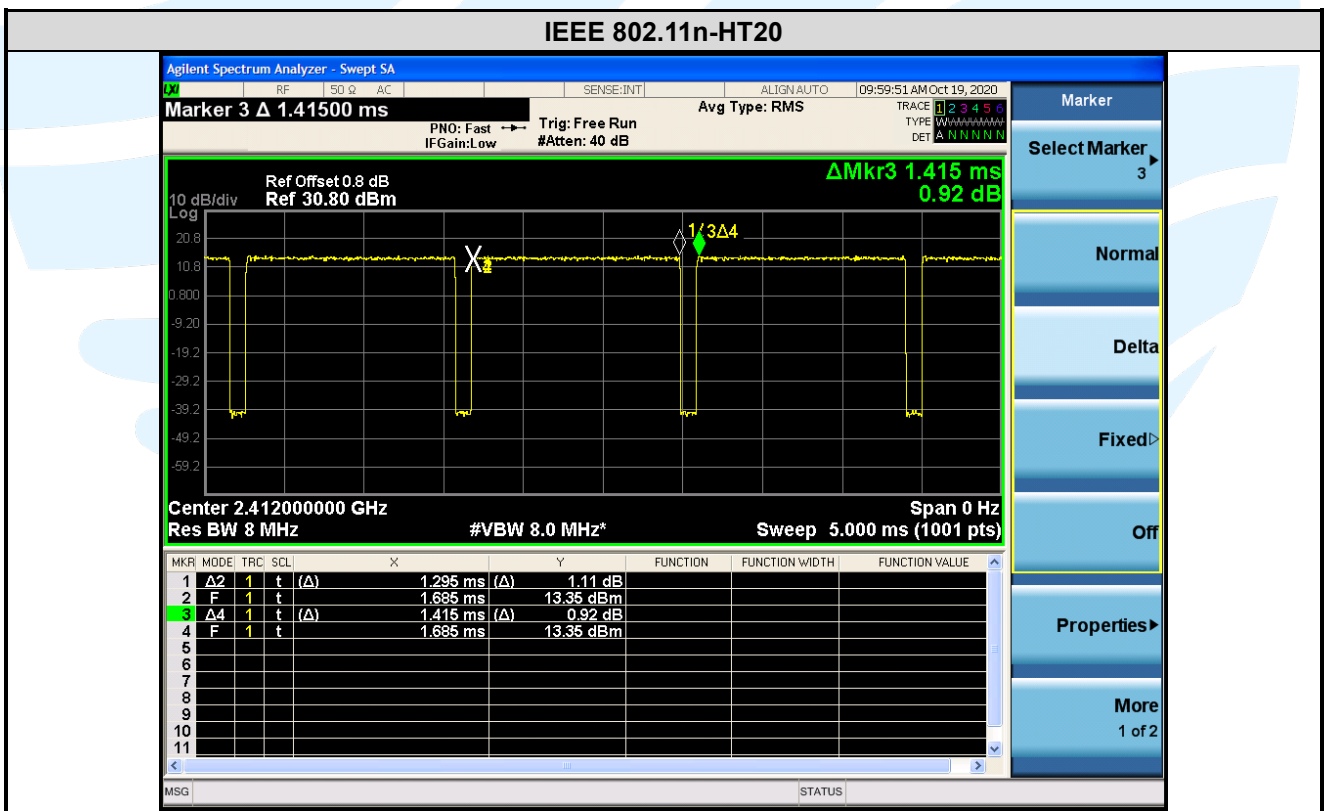 IEEE 802.11n-HT20
Agilent Spectrum Analyzer - Swept SA
LXI RF 50 Ω AC SENSE:INT ALIGN AUTO 09:59:51 AM Oct 19, 2020
Marker 3 Δ 1.41500 ms
PNO: Fast
IFGain:Low
Trig: Free Run
#Atten: 40 dB
Avg Type: RMS
TRACE 1 2 3 4 5 6
TYPE WWWWWW
DET A N N N N N
ΔMkr3 1.415 ms
0.92 dB
Ref Offset 0.8 dB
10 dB/div Ref 30.80 dBm
Log
20.8
10.8
0.800
-9.20
-19.2
-29.2
-39.2
-49.2
-59.2
1/3Δ4
Center 2.412000000 GHz Span 0 Hz
Res BW 8 MHz #VBW 8.0 MHz* Sweep 5.000 ms (1001 pts)
MKR MODE TRC SCL X Y FUNCTION FUNCTION WIDTH FUNCTION VALUE
1 Δ2 1 t (Δ) 1.295 ms (Δ) 1.11 dB
2 F 1 t 1.685 ms 13.35 dBm
3 Δ4 1 t (Δ) 1.415 ms (Δ) 0.92 dB
4 F 1 t 1.685 ms 13.35 dBm
5
6
7
8
9
10
11
MSG STATUS
Marker
Select Marker
3
Normal
Delta
Fixed
Off
Properties
More
1 of 2